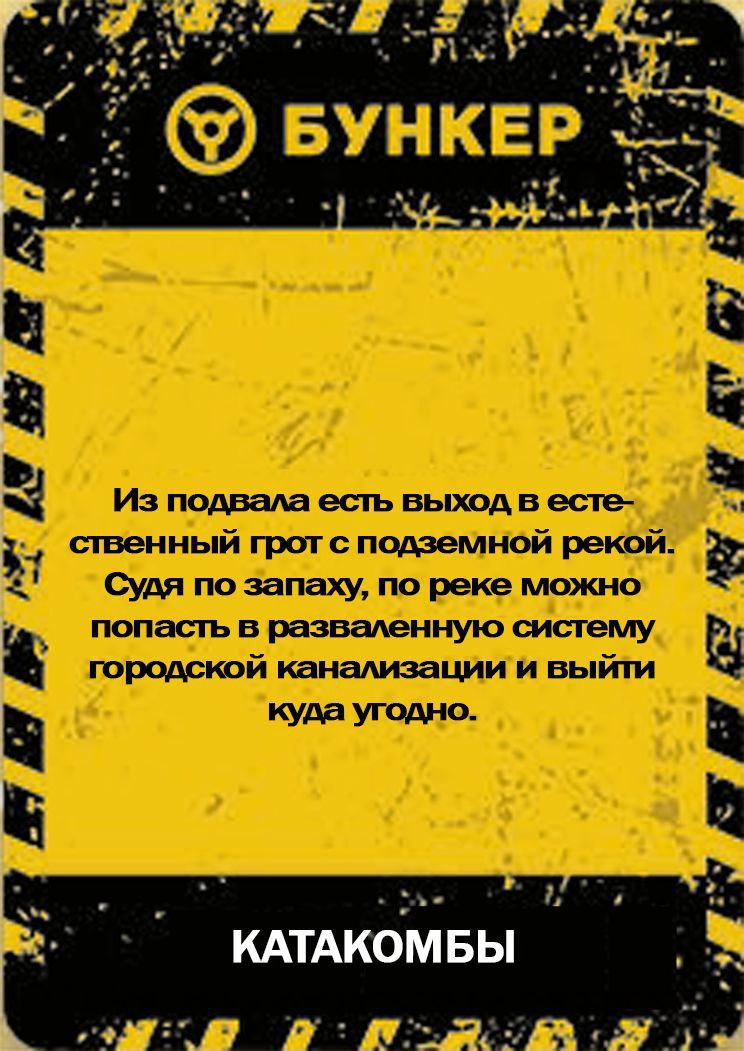 БУНКЕР
Из подвала есть выход в есте-
ственный грот с подземной рекой.
Судя по запаху, по реке можно
попасть в разваленную систему
городской канализации и выйти
куда угодно.
КАТАКОМБЫ